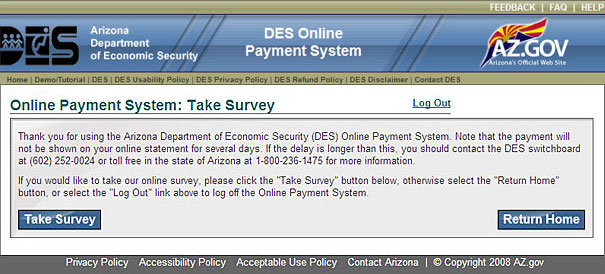 FEEDBACK | FAQ | HELP
DES
Arizona
Department
of Economic Security
DES Online
Payment System
AZ.GOV
Arizona's Official Web Site
Home | Demo/Tutorial | DES | DES Usability Policy | DES Privacy Policy | DES Refund Policy | DES Disclaimer | Contact DES
Online Payment System: Take Survey
Log Out
Thank you for using the Arizona Department of Economic Security (DES) Online Payment System. Note that the payment will
not be shown on your online statement for several days. If the delay is longer than this, you should contact the DES switchboard
at (602) 252-0024 or toll free in the state of Arizona at 1-800-236-1475 for more information.
If you would like to take our online survey, please click the "Take Survey" button below, otherwise select the "Return Home"
button, or select the "Log Out" link above to log off the Online Payment System.
Take Survey
Return Home
Privacy Policy Accessibility Policy Acceptable Use Policy Contact Arizona | © Copyright 2008 AZ.gov